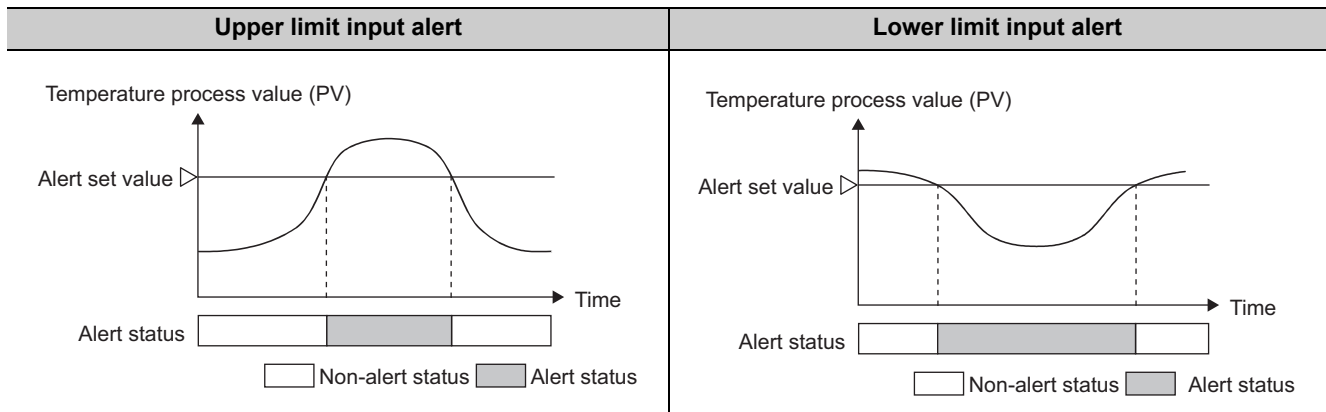 Upper limit input alert
Lower limit input alert
Temperature process value (PV)
Alert set value
Time
Alert status
Non-alert status
Alert status
Temperature process value (PV)
Alert set value
Time
Alert status
Non-alert status
Alert status